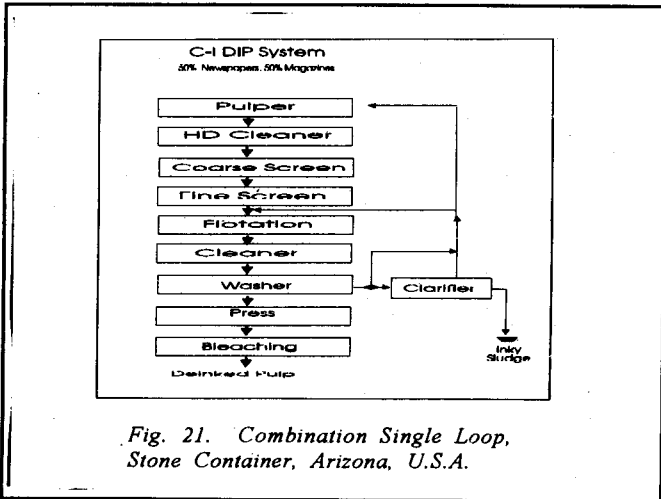 C-I DIP System
50% Newspapers, 50% Magazines
Pulper
HD Cleaner
Coarse Screen
Fine Screen
Flotation
Cleaner
Washer
Clarifier
Press
Inky
Sludge
Bleaching
Deinked Pulp
Fig. 21. Combination Single Loop,
Stone Container, Arizona, U.S.A.